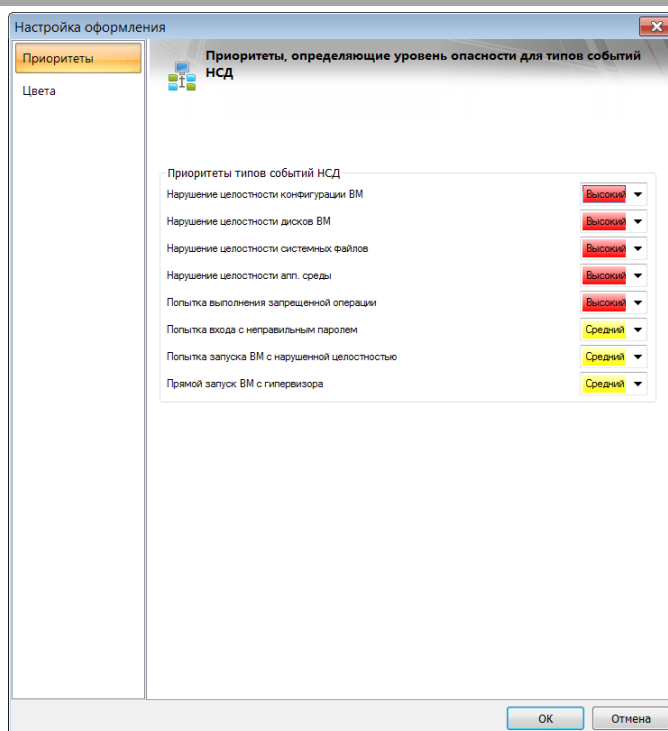 Настройка оформления
Приоритеты
Цвета
Приоритеты, определяющие уровень опасности для типов событий
НСД
Приоритеты типов событий НСД
Нарушение целостности конфигурации ВМ Высокий
Нарушение целостности дисков ВМ Высокий
Нарушение целостности системных файлов Высокий
Нарушение целостности апп. среды Высокий
Попытка выполнения запрещенной операции Высокий
Попытка входа с неправильным паролем Средний
Попытка запуска ВМ с нарушенной целостностью Средний
Прямой запуск ВМ с гипервизора Средний
ОК Отмена